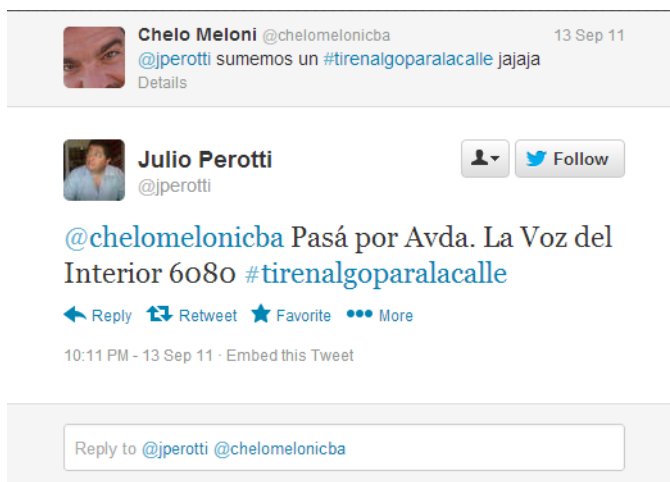 Chelo Meloni @chelomelonicba 13 Sep 11
@jperotti sumemos un #tirenalgoparalacalle jajaja
Details
Julio Perotti
@jperotti
Follow
@chelomelonicba Pasá por Avda. La Voz del
Interior 6080 #tirenalgoparalacalle
Reply Retweet Favorite More
10:11 PM - 13 Sep 11 · Embed this Tweet
Reply to @jperotti @chelomelonicba